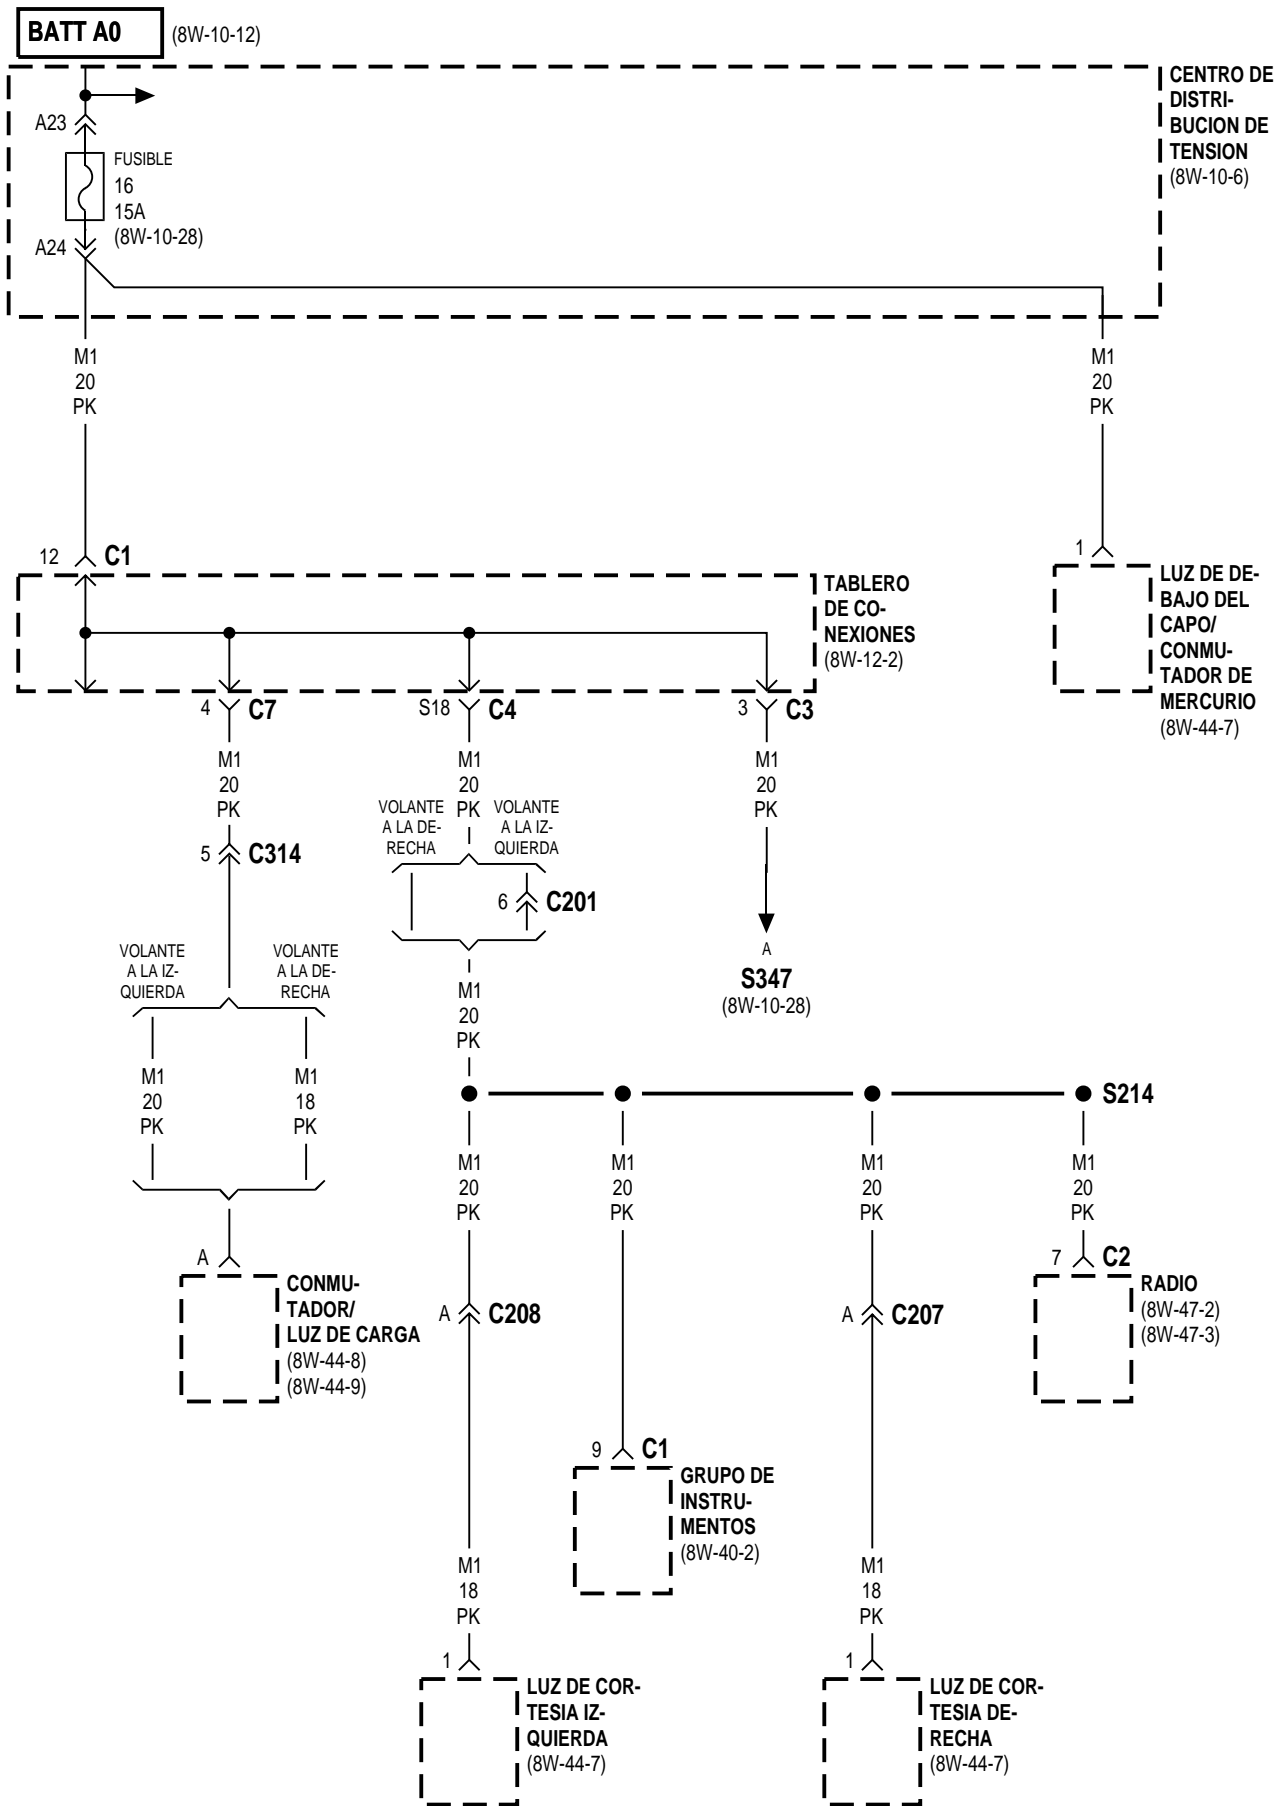 BATT A0 (8W-10-12)
CENTRO DE
DISTRI-
BUCION DE
TENSION
(8W-10-6)
A23
FUSIBLE
16
15A
(8W-10-28)
A24
M1
20
PK
M1
20
PK
12 C1
1
TABLERO
DE CO-
NEXIONES
(8W-12-2)
LUZ DE DE-
BAJO DEL
CAPO/
CONMU-
TADOR DE
MERCURIO
(8W-44-7)
4 C7
S18 C4
3 C3
M1
20
PK
M1
20
PK
M1
20
PK
VOLANTE
A LA DE-
RECHA
VOLANTE
A LA IZ-
QUIERDA
5 C314
6 C201
A
S347
(8W-10-28)
VOLANTE
A LA IZ-
QUIERDA
VOLANTE
A LA DE-
RECHA
M1
20
PK
M1
20
PK
M1
18
PK
S214
M1
20
PK
M1
20
PK
M1
20
PK
M1
20
PK
A
CONMU-
TADOR/
LUZ DE CARGA
(8W-44-8)
(8W-44-9)
A C208
A C207
7 C2
RADIO
(8W-47-2)
(8W-47-3)
9 C1
GRUPO DE
INSTRU-
MENTOS
(8W-40-2)
M1
18
PK
M1
18
PK
1
LUZ DE COR-
TESIA IZ-
QUIERDA
(8W-44-7)
1
LUZ DE COR-
TESIA DE-
RECHA
(8W-44-7)